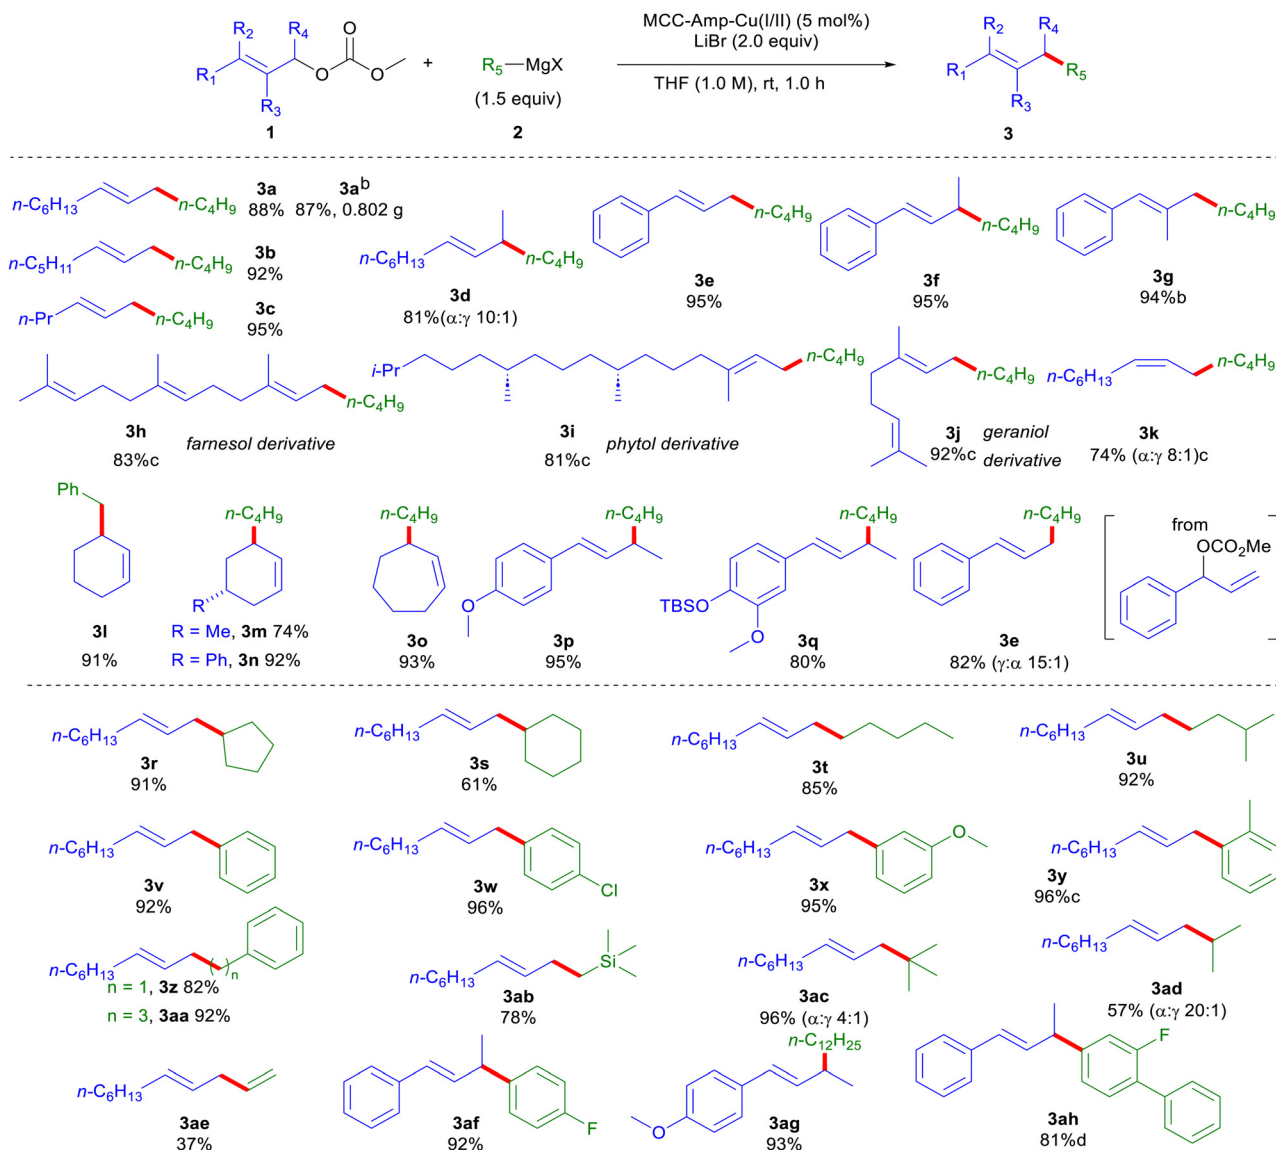 R₂ R₄ O
R₁ O O
R₃
1
+
R₅—MgX
(1.5 equiv)
2
MCC-Amp-Cu(I/II) (5 mol%)
LiBr (2.0 equiv)
THF (1.0 M), rt, 1.0 h
R₂ R₄
R₁ R₅
R₃
3
n-C₆H₁₃ n-C₄H₉
3a 3aᵇ
88% 87%, 0.802 g
n-C₅H₁₁ n-C₄H₉
3b
92%
n-Pr n-C₄H₉
3c
95%
n-C₆H₁₃ n-C₄H₉
3d
81%(α:γ 10:1)
n-C₄H₉
3e
95%
n-C₄H₉
3f
95%
n-C₄H₉
3g
94%b
n-C₄H₉
3h farnesol derivative
83%c
i-Pr n-C₄H₉
3i phytol derivative
81%c
n-C₄H₉
3j geraniol
92%c derivative
n-C₆H₁₃ n-C₄H₉
3k
74% (α:γ 8:1)c
Ph
3l
91%
n-C₄H₉
R
R = Me, 3m 74%
R = Ph, 3n 92%
n-C₄H₉
3o
93%
n-C₄H₉
O
3p
95%
n-C₄H₉
TBSO
O
3q
80%
n-C₄H₉
3e
82% (γ:α 15:1)
from
OCO₂Me
n-C₆H₁₃
3r
91%
n-C₆H₁₃
3s
61%
n-C₆H₁₃
3t
85%
n-C₆H₁₃
3u
92%
n-C₆H₁₃
3v
92%
n-C₆H₁₃
Cl
3w
96%
n-C₆H₁₃
O
3x
95%
n-C₆H₁₃
3y
96%c
n-C₆H₁₃ ( )n
n = 1, 3z 82%
n = 3, 3aa 92%
n-C₆H₁₃ Si
3ab
78%
n-C₆H₁₃
3ac
96% (α:γ 4:1)
n-C₆H₁₃
3ad
57% (α:γ 20:1)
n-C₆H₁₃
3ae
37%
F
3af
92%
n-C₁₂H₂₅
O
3ag
93%
F
3ah
81%d